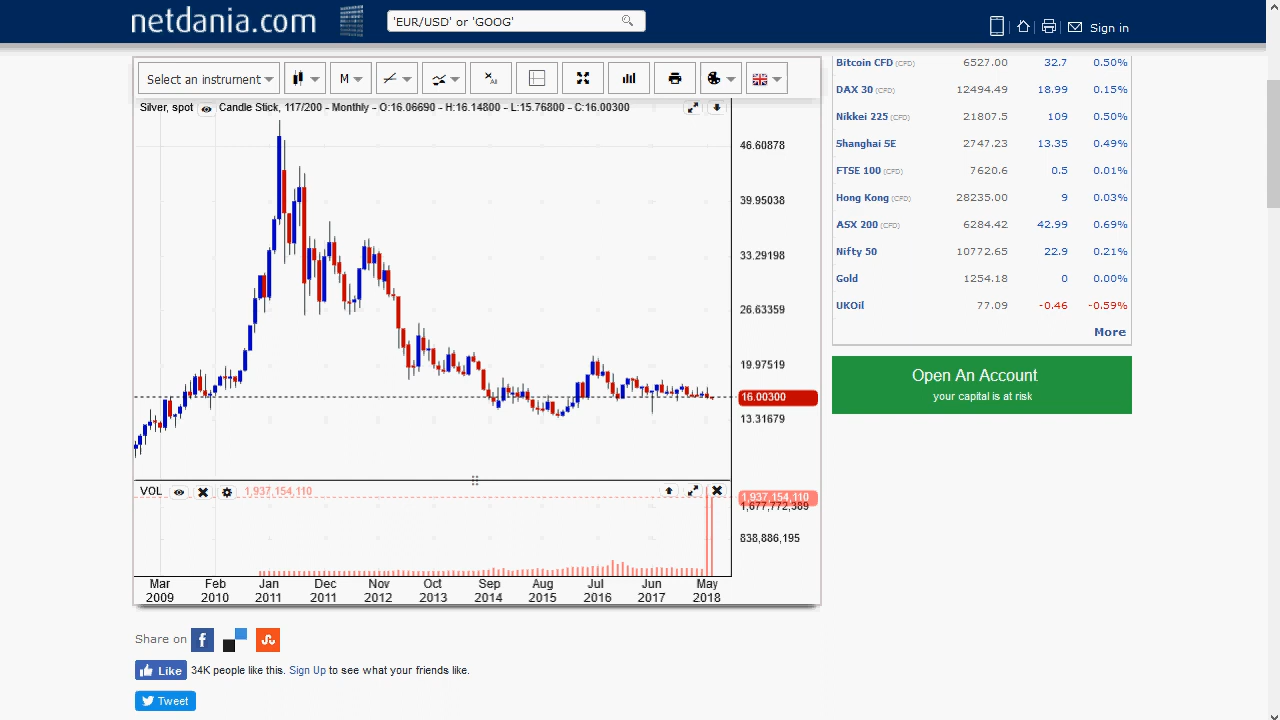 netdania.com
'EUR/USD' or 'GOOG'
Sign in
Select an instrument
M
All
Silver, spot Candle Stick, 117/200 - Monthly - O:16.06690 - H:16.14800 - L:15.76800 - C:16.00300
46.60878
39.95038
33.29198
26.63359
19.97519
16.00300
13.31679
VOL 1,937,154,110
1,937,154,110
1,677,772,389
838,886,195
Mar Feb Jan Dec Nov Oct Sep Aug Jul Jun May
2009 2010 2011 2011 2012 2013 2014 2015 2016 2017 2018
Bitcoin CFD (CFD) 6527.00 32.7 0.50%
DAX 30 (CFD) 12494.49 18.99 0.15%
Nikkei 225 (CFD) 21807.5 109 0.50%
Shanghai SE 2747.23 13.35 0.49%
FTSE 100 (CFD) 7620.6 0.5 0.01%
Hong Kong (CFD) 28235.00 9 0.03%
ASX 200 (CFD) 6284.42 42.99 0.69%
Nifty 50 10772.65 22.9 0.21%
Gold 1254.18 0 0.00%
UKOil 77.09 -0.46 -0.59%
More
Open An Account
your capital is at risk
Share on
Like 34K people like this. Sign Up to see what your friends like.
Tweet